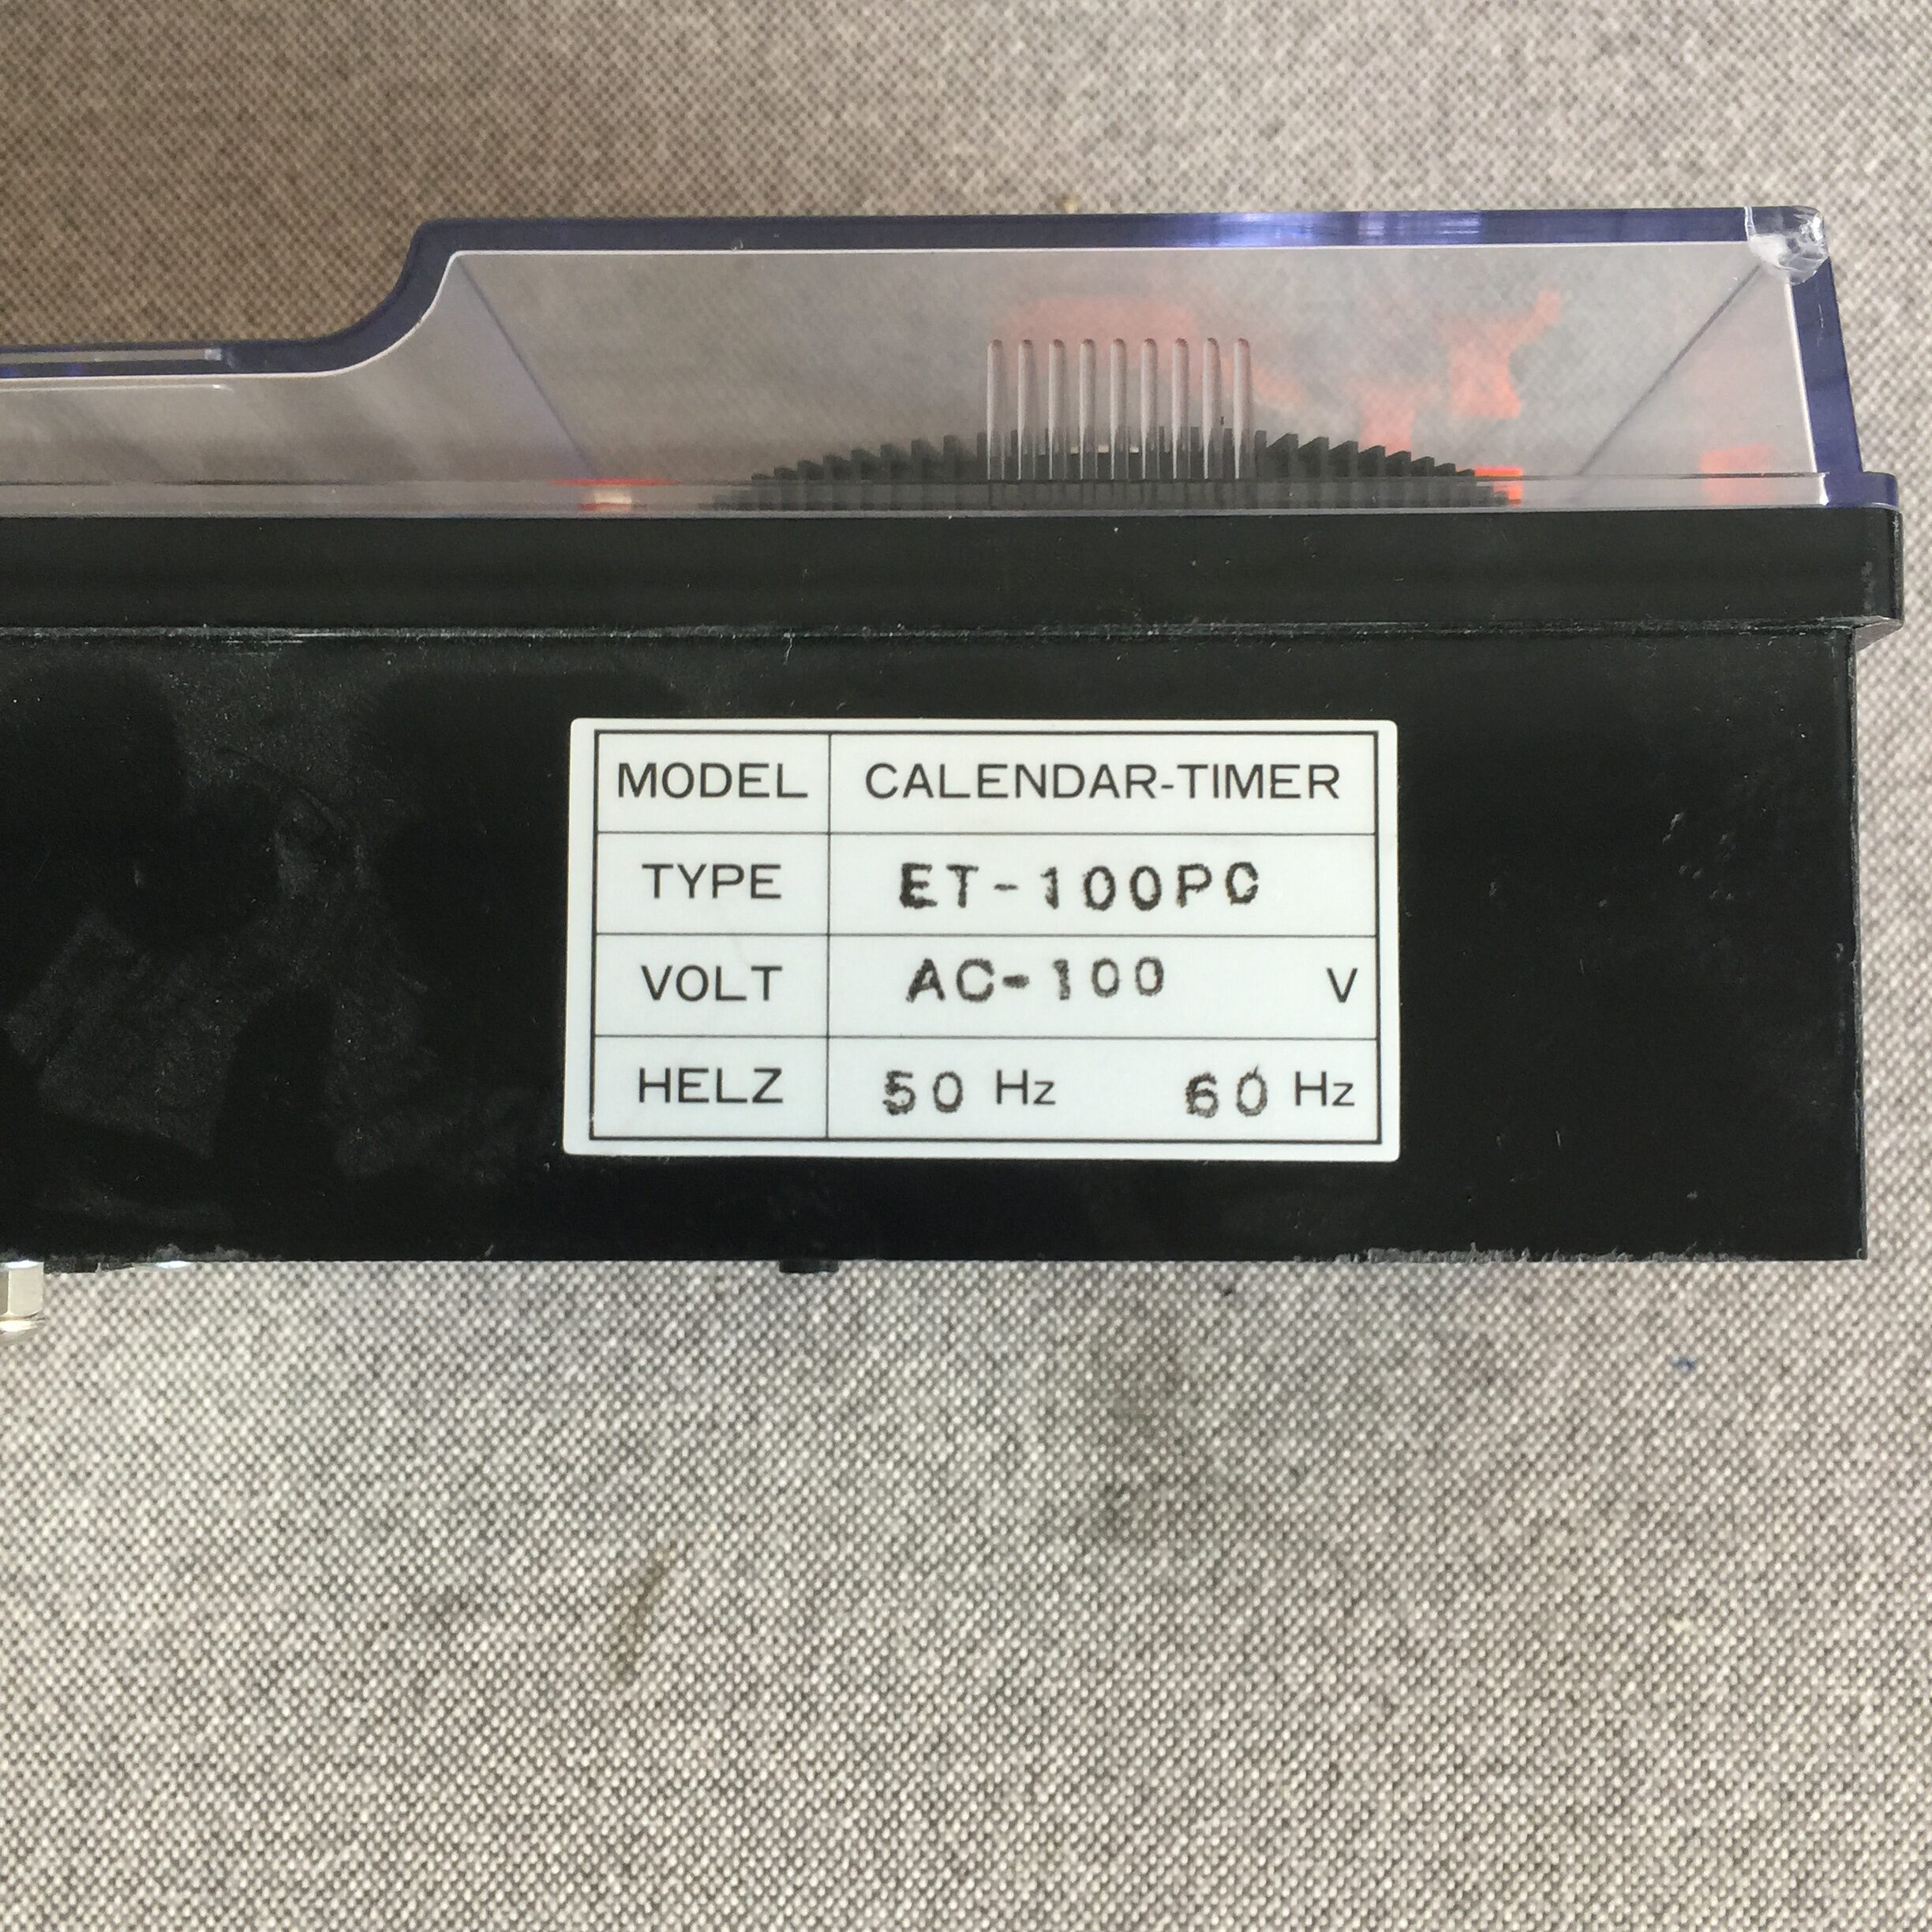 MODEL CALENDAR-TIMER
TYPE ET-100PC
VOLT AC-100 V
HELZ 50 Hz 60 Hz